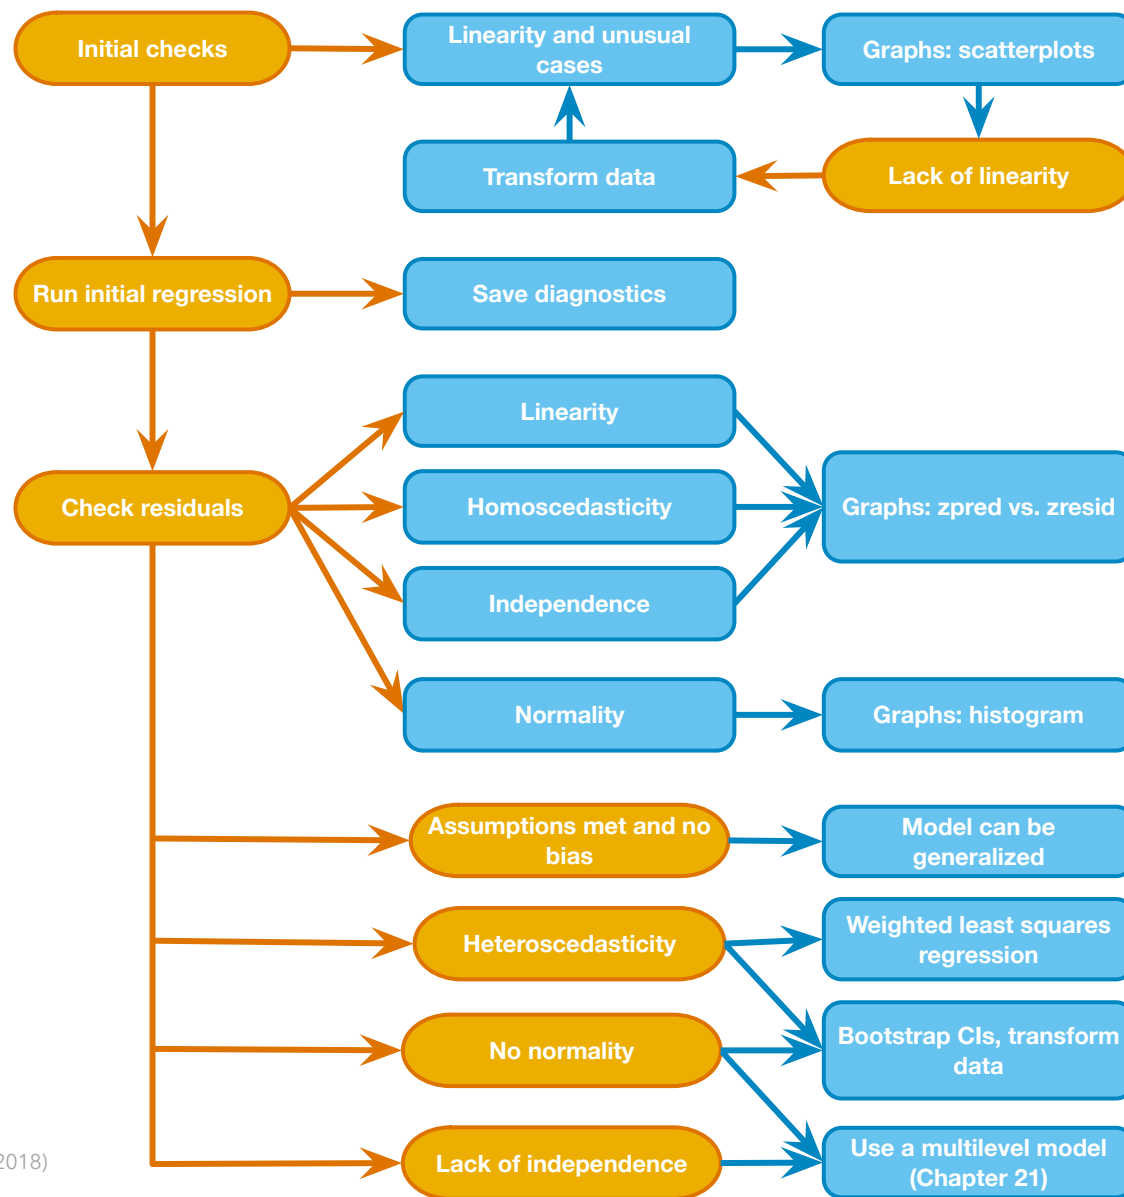 Initial checks
Linearity and unusual
cases
Graphs: scatterplots
Transform data
Lack of linearity
Run initial regression
Save diagnostics
Linearity
Check residuals
Homoscedasticity
Graphs: zpred vs. zresid
Independence
Normality
Graphs: histogram
Assumptions met and no
bias
Model can be
generalized
Heteroscedasticity
Weighted least squares
regression
No normality
Bootstrap CIs, transform
data
Lack of independence
Use a multilevel model
(Chapter 21)
2018)